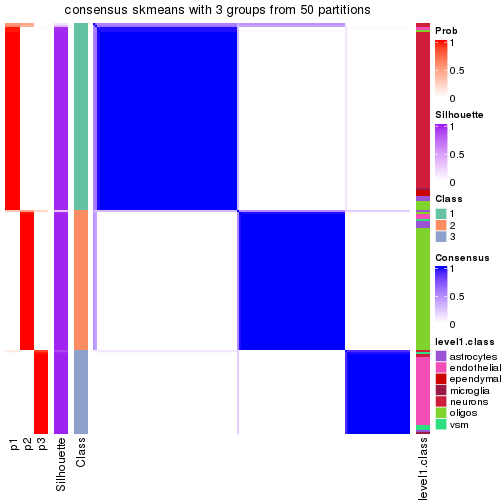 consensus skmeans with 3 groups from 50 partitions
Prob
1
0.5
0
Silhouette
1
0.5
0
Class
1
2
3
Consensus
1
0.5
0
level1.class
astrocytes
endothelial
ependymal
microglia
neurons
oligos
vsm
p1
p2
p3
Silhouette
Class
level1.class